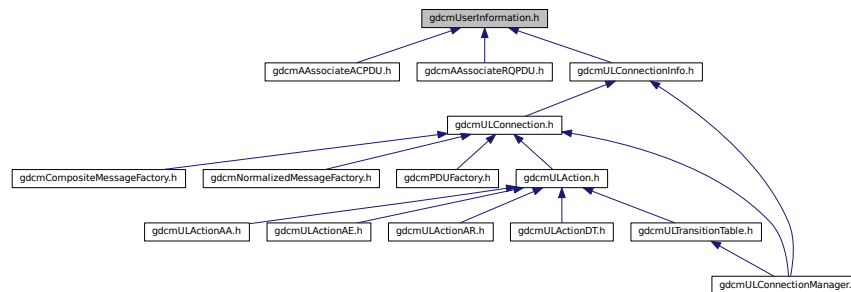 gdcmUserInformation.h
gdcmAAssociateACPDU.h
gdcmAAssociateRQPDU.h
gdcmULConnectionInfo.h
gdcmULConnection.h
gdcmCompositeMessageFactory.h
gdcmNormalizedMessageFactory.h
gdcmPDUFactory.h
gdcmULAction.h
gdcmULActionAA.h
gdcmULActionAE.h
gdcmULActionAR.h
gdcmULActionDT.h
gdcmULTransitionTable.h
gdcmULConnectionManager.